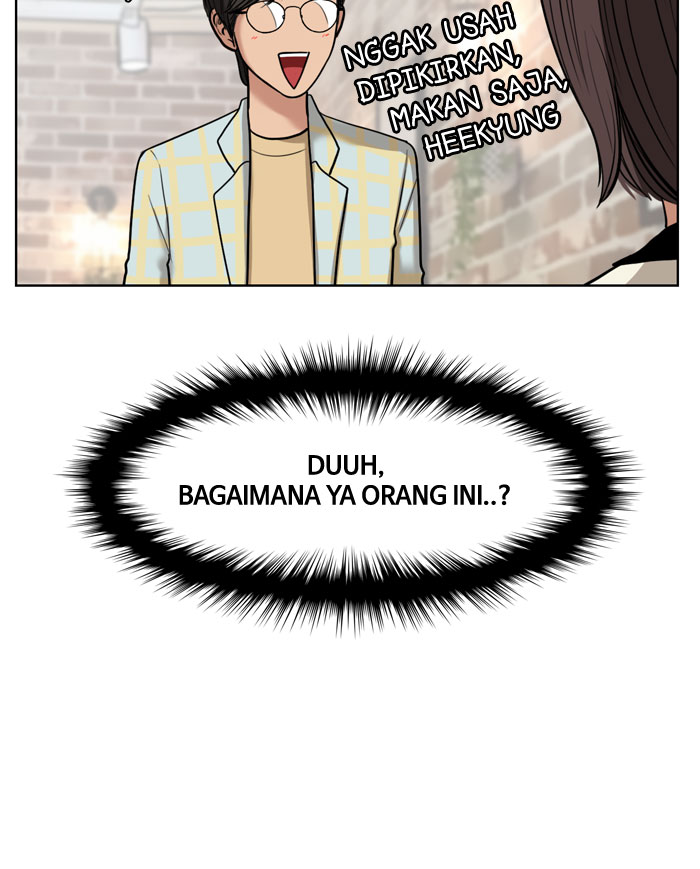 NGGAK USAH
DIPIKIRKAN,
MAKAN SAJA,
HEEKYUNG
DUUH,
BAGAIMANA YA ORANG INI..?